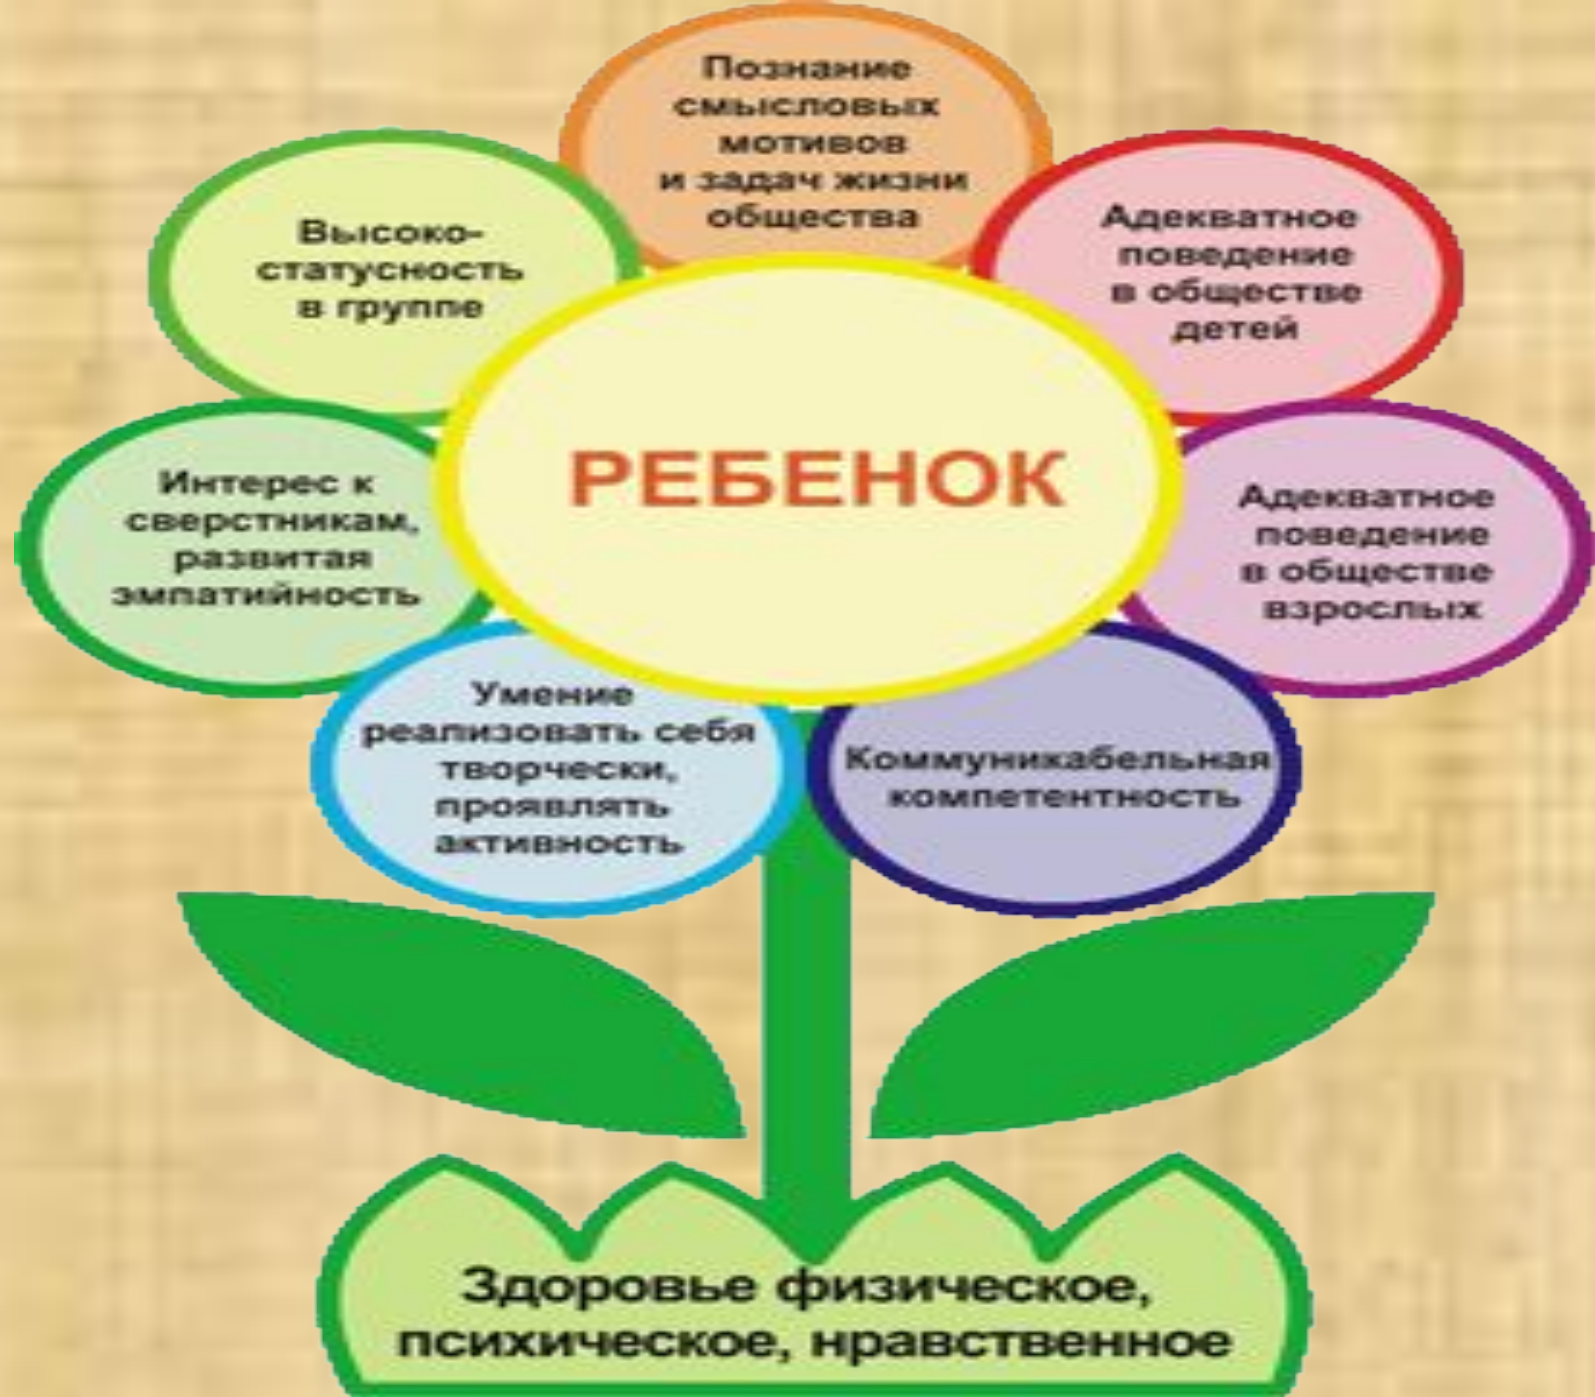 Познание
смысловых
мотивов
и задач жизни
общества
Высоко-
статусность
в группе
Адекватное
поведение
в обществе
детей
РЕБЕНОК
Интерес к
сверстникам,
развитая
эмпатийность
Адекватное
поведение
в обществе
взрослых
Умение
реализовать себя
творчески,
проявлять
активность
Коммуникабельная
компетентность
Здоровье физическое,
психическое, нравственное